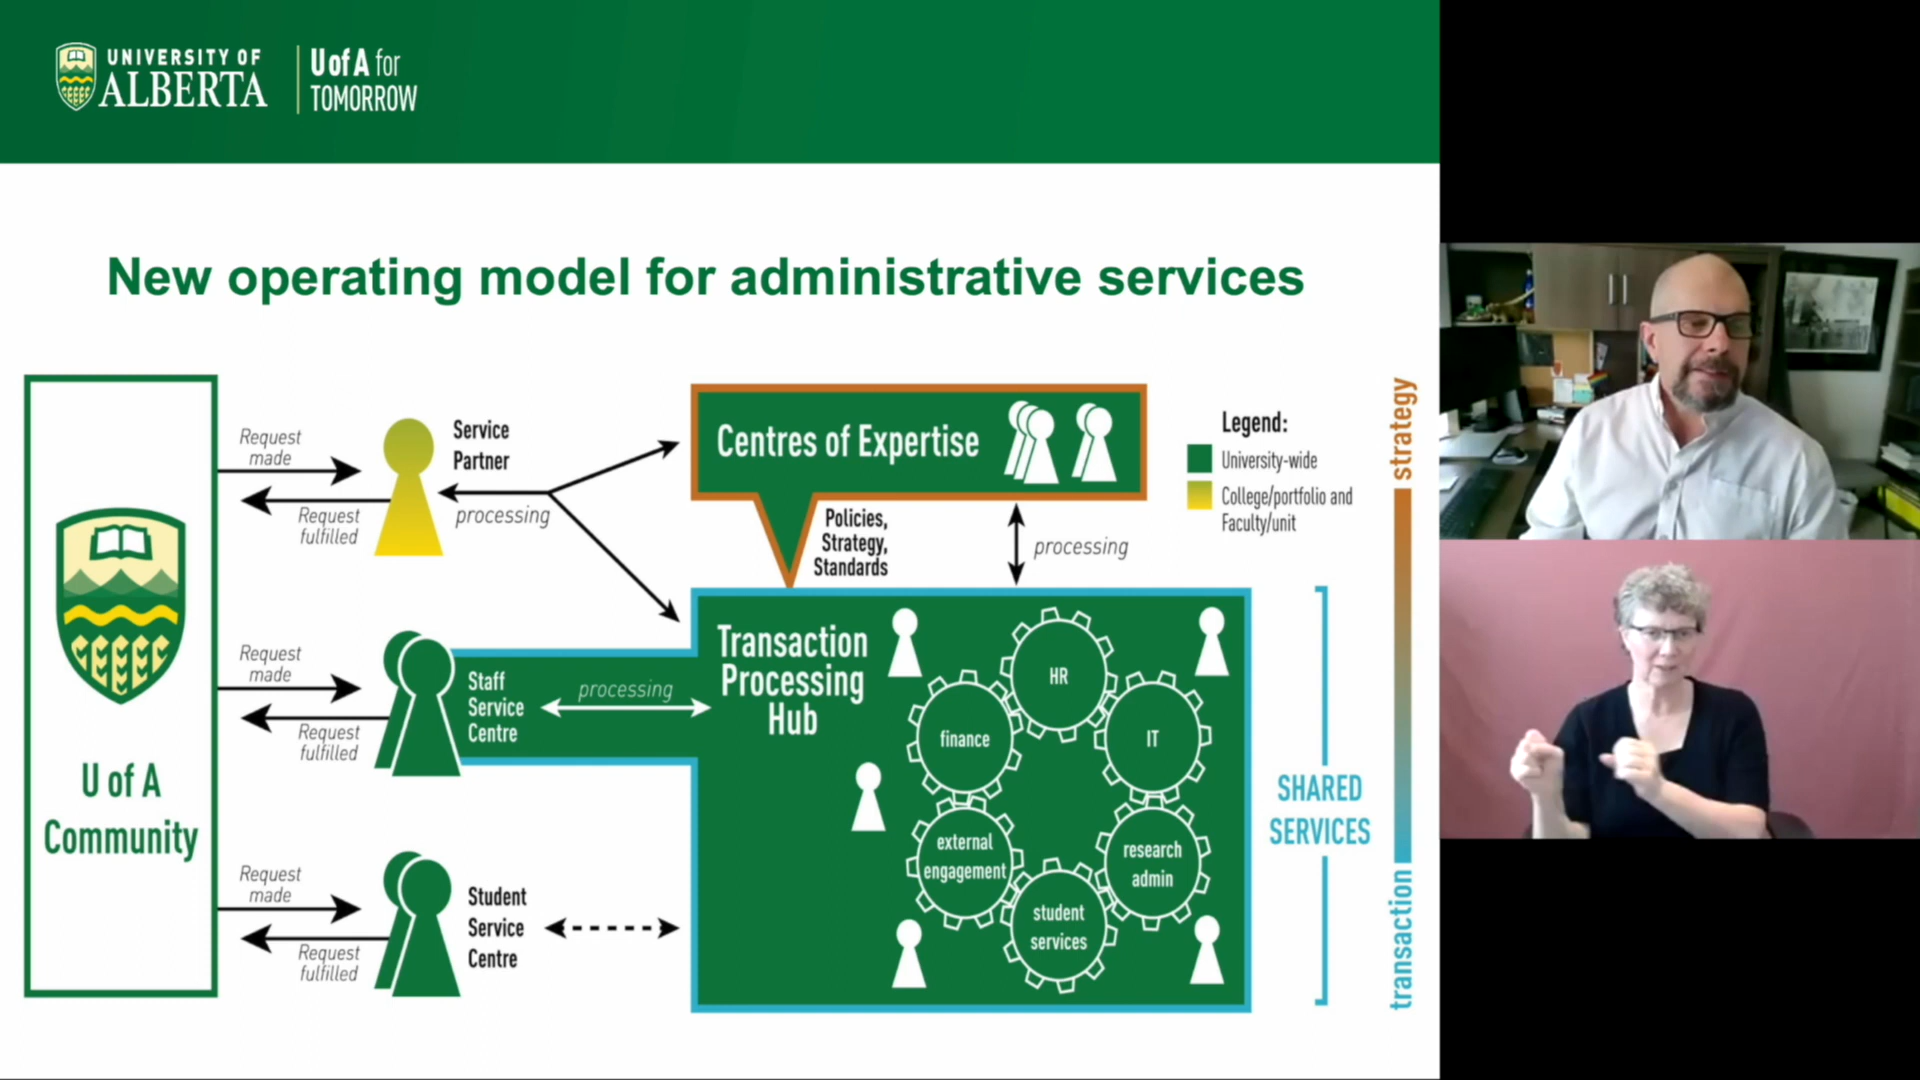 UNIVERSITY OF
ALBERTA
U of A for
TOMORROW
New operating model for administrative services
U of A
Community
Request
made
Request
fulfilled
Service
Partner
processing
Centres of Expertise
Policies,
Strategy,
Standards
processing
Legend:
University-wide
College/portfolio and
Faculty/unit
Request
made
Request
fulfilled
Staff
Service
Centre
processing
Transaction
Processing
Hub
HR
finance
IT
external
engagement
research
admin
student
services
Request
made
Request
fulfilled
Student
Service
Centre
SHARED
SERVICES
strategy
transaction